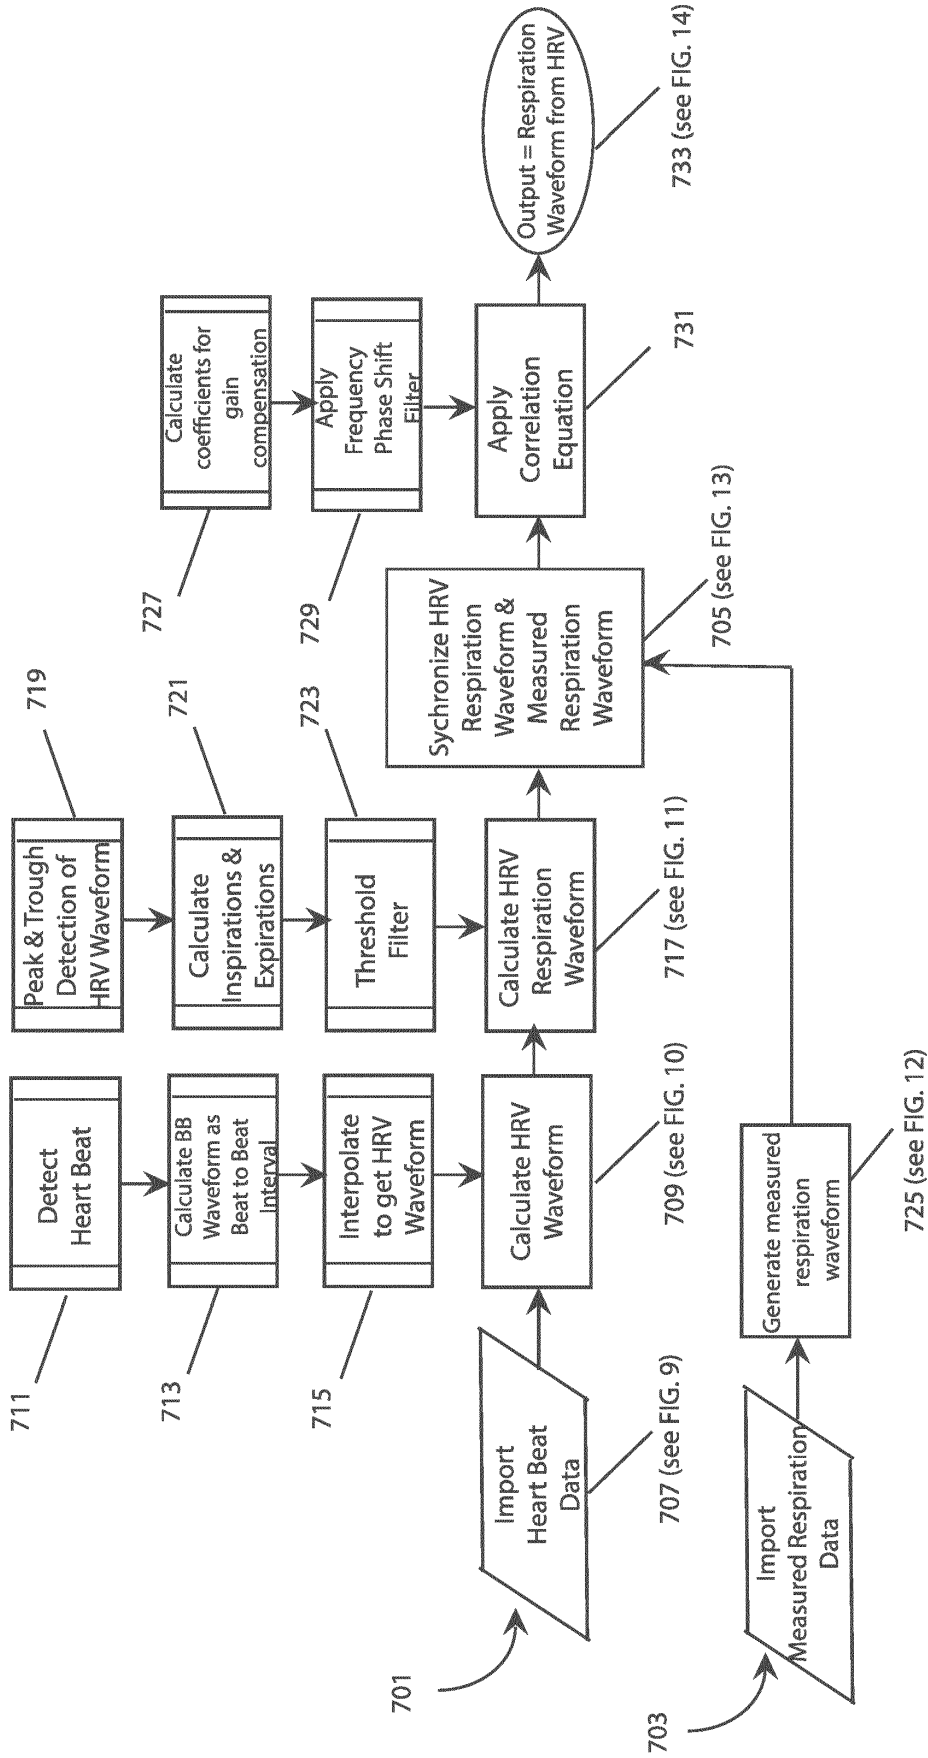 Detect
Heart Beat
711
Calculate BB
Waveform as
Beat to Beat
Interval
713
Interpolate
to get HRV
Waveform
715
Import
Heart Beat
Data
701
707 (see FIG. 9)
Calculate HRV
Waveform
709 (see FIG. 10)
Peak & Trough
Detection of
HRV Waveform
719
Calculate
Inspirations &
Expirations
721
Threshold
Filter
723
Calculate HRV
Respiration
Waveform
717 (see FIG. 11)
Import
Measured Respiration
Data
703
Generate measured
respiration
waveform
725 (see FIG. 12)
Sychronize HRV
Respiration
Waveform &
Measured
Respiration
Waveform
705 (see FIG. 13)
Calculate
coefficients for
gain
compensation
727
Apply
Frequency
Phase Shift
Filter
729
Apply
Correlation
Equation
731
Output = Respiration
Waveform from HRV
733 (see FIG. 14)